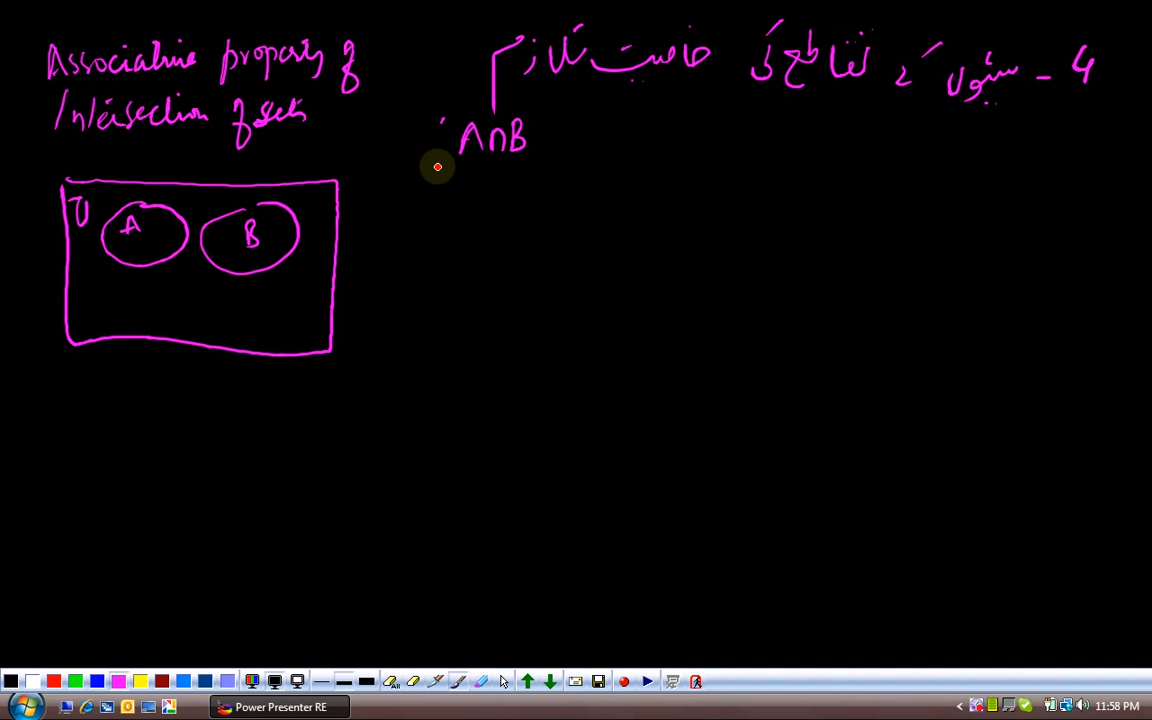 Associative property of
Intersection of sets
4 - سیٹوں کے تقاطع کی خاصیت تلازم
A∩B
U
A
B
Power Presenter RE
11:58 PM